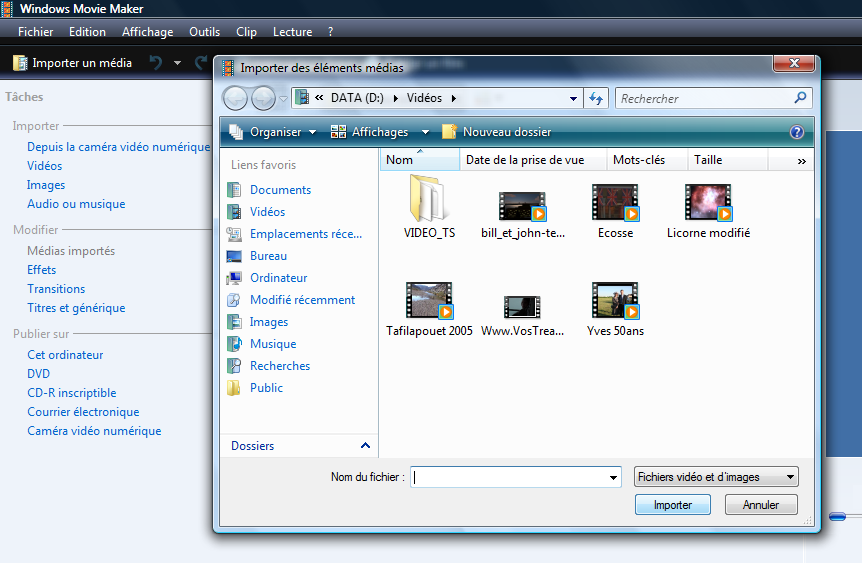 Windows Movie Maker
Fichier Edition Affichage Outils Clip Lecture ?
Importer un média
Tâches
Importer
Depuis la caméra vidéo numérique
Vidéos
Images
Audio ou musique
Modifier
Médias importés
Effets
Transitions
Titres et générique
Publier sur
Cet ordinateur
DVD
CD-R inscriptible
Courrier électronique
Caméra vidéo numérique
Importer des éléments médias
« DATA (D:) Vidéos
Rechercher
Organiser Affichages Nouveau dossier ?
Liens favoris
Documents
Vidéos
Emplacements réce...
Bureau
Ordinateur
Modifié récemment
Images
Musique
Recherches
Public
Dossiers
Nom Date de la prise de vue Mots-clés Taille »
VIDEO_TS bill_et_john-te... Ecosse Licorne modifié
Tafilapouet 2005 Www.VosTrea... Yves 50ans
Nom du fichier : Fichiers vidéo et d'images
Importer Annuler